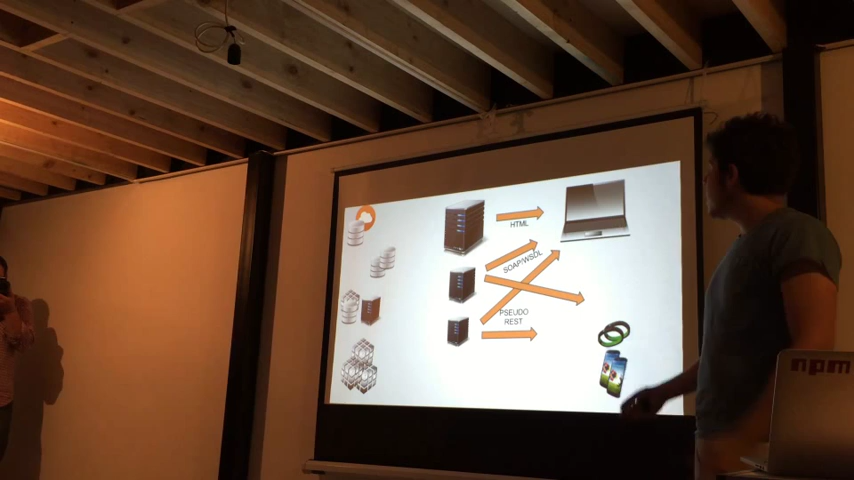 HTML
SOAP/WSDL
PSEUDO
REST
npm